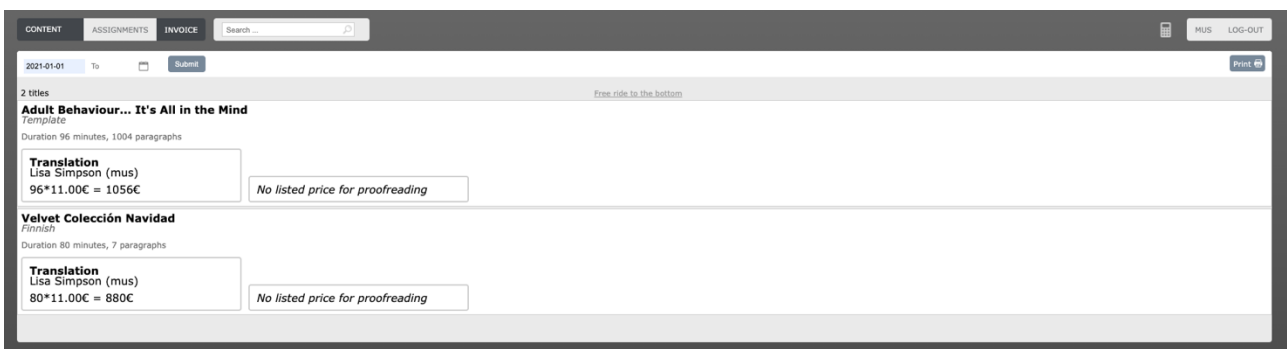 CONTENT ASSIGNMENTS INVOICE Search ... MUS LOG-OUT
2021-01-01 To Submit Print
2 titles Free ride to the bottom
Adult Behaviour... It's All in the Mind
Template
Duration 96 minutes, 1004 paragraphs
Translation
Lisa Simpson (mus)
96*11.00€ = 1056€ No listed price for proofreading
Velvet Colección Navidad
Finnish
Duration 80 minutes, 7 paragraphs
Translation
Lisa Simpson (mus)
80*11.00€ = 880€ No listed price for proofreading